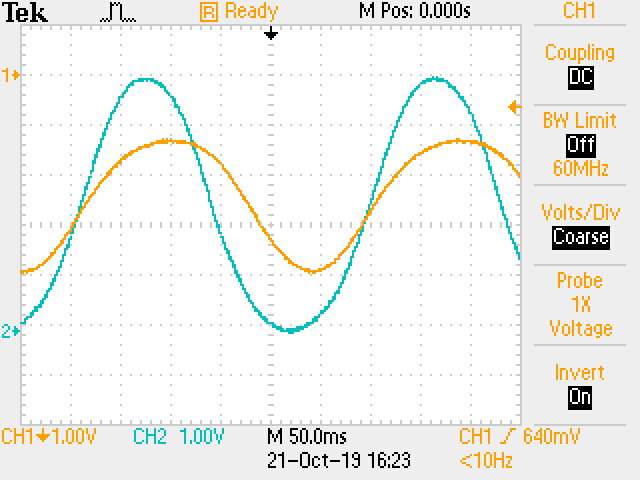 Tek R Ready M Pos: 0.000s CH1
Coupling
DC
BW Limit
Off
60MHz
Volts/Div
Coarse
Probe
1X
Voltage
Invert
On
1
2
CH1 1.00V CH2 1.00V M 50.0ms CH1 640mV
21-Oct-19 16:23 <10Hz